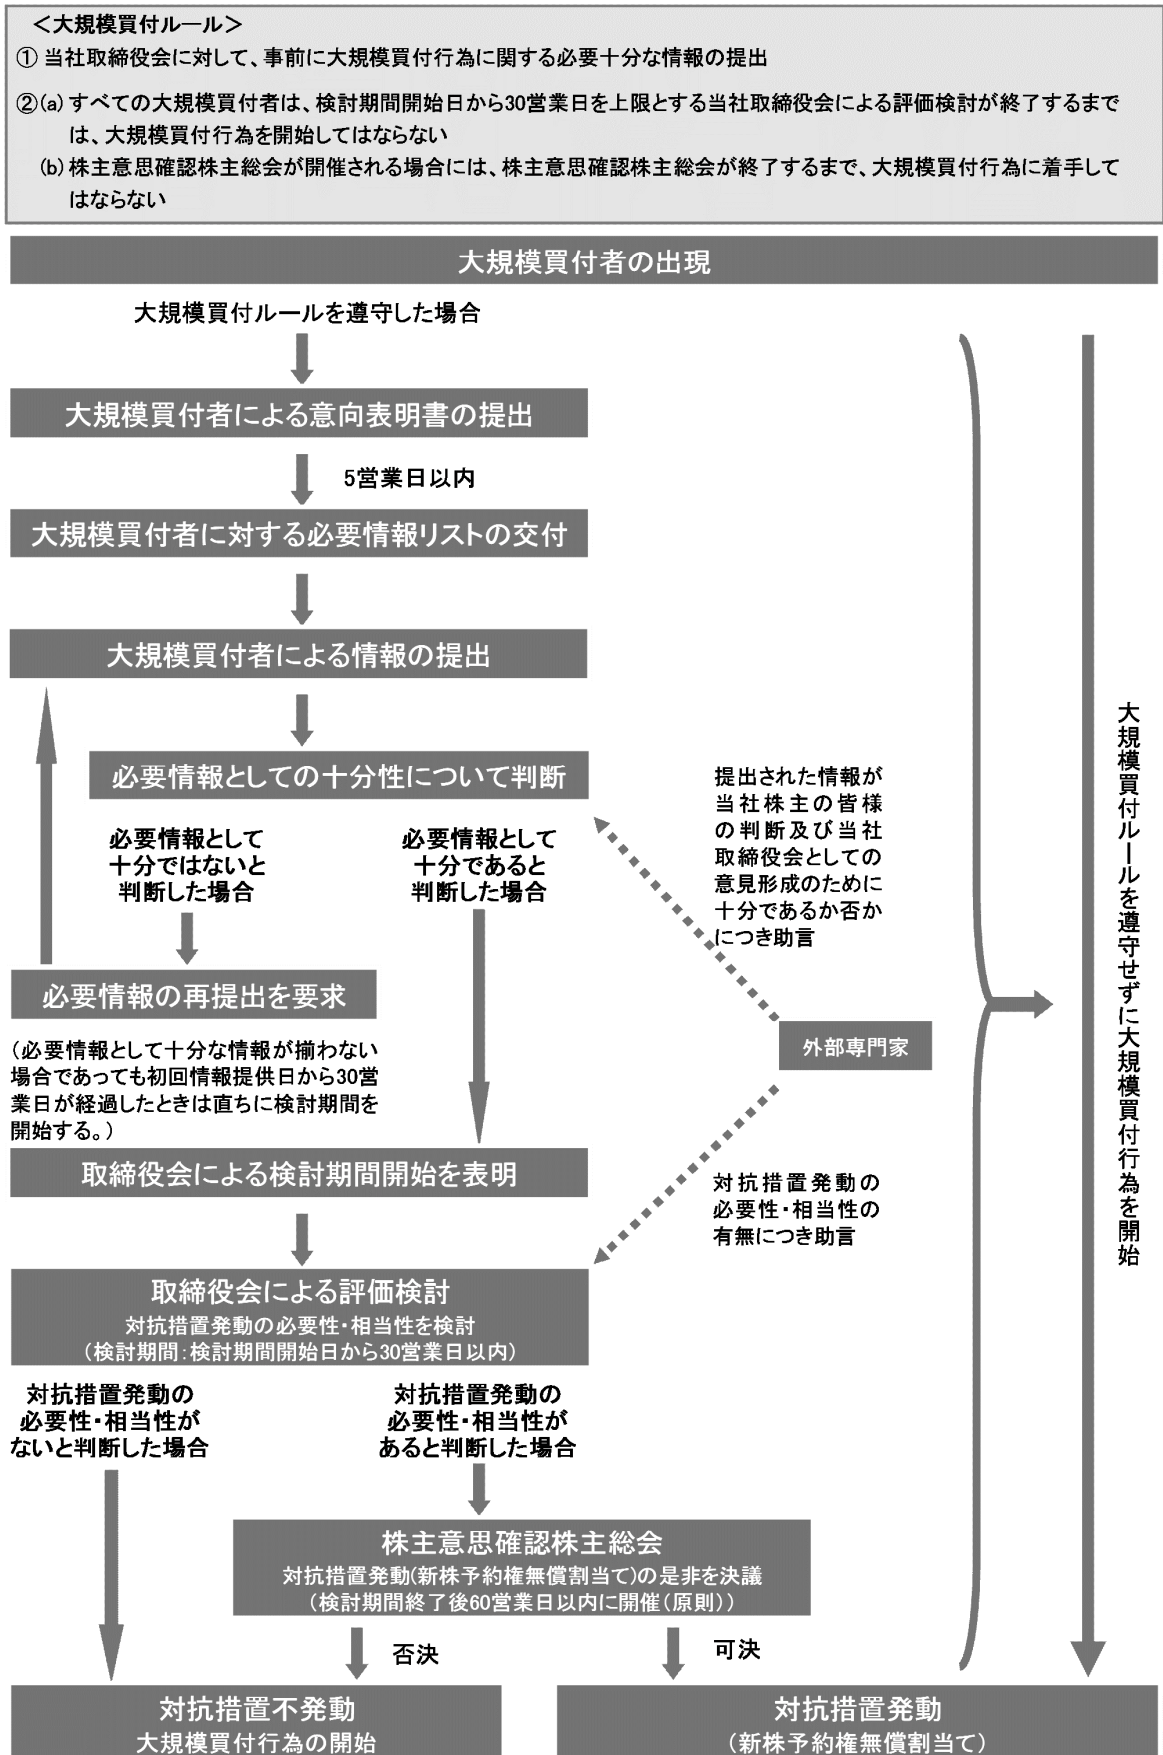 ＜大規模買付ルール＞
① 当社取締役会に対して、事前に大規模買付行為に関する必要十分な情報の提出
②(a) すべての大規模買付者は、検討期間開始日から30営業日を上限とする当社取締役会による評価検討が終了するまで
は、大規模買付行為を開始してはならない
(b) 株主意思確認株主総会が開催される場合には、株主意思確認株主総会が終了するまで、大規模買付行為に着手して
はならない
大規模買付者の出現
大規模買付ルールを遵守した場合
大規模買付者による意向表明書の提出
5営業日以内
大規模買付者に対する必要情報リストの交付
大規模買付者による情報の提出
必要情報としての十分性について判断
必要情報として
十分ではないと
判断した場合
必要情報として
十分であると
判断した場合
提出された情報が
当社株主の皆様
の判断及び当社
取締役会としての
意見形成のために
十分であるか否か
につき助言
必要情報の再提出を要求
（必要情報として十分な情報が揃わない
場合であっても初回情報提供日から30営
業日が経過したときは直ちに検討期間を
開始する。）
外部専門家
取締役会による検討期間開始を表明
対抗措置発動の
必要性・相当性の
有無につき助言
取締役会による評価検討
対抗措置発動の必要性・相当性を検討
（検討期間：検討期間開始日から30営業日以内）
対抗措置発動の
必要性・相当性が
ないと判断した場合
対抗措置発動の
必要性・相当性が
あると判断した場合
株主意思確認株主総会
対抗措置発動(新株予約権無償割当て)の是非を決議
（検討期間終了後60営業日以内に開催（原則））
否決
可決
対抗措置不発動
大規模買付行為の開始
対抗措置発動
（新株予約権無償割当て）
大規模買付ルールを遵守せずに大規模買付行為を開始